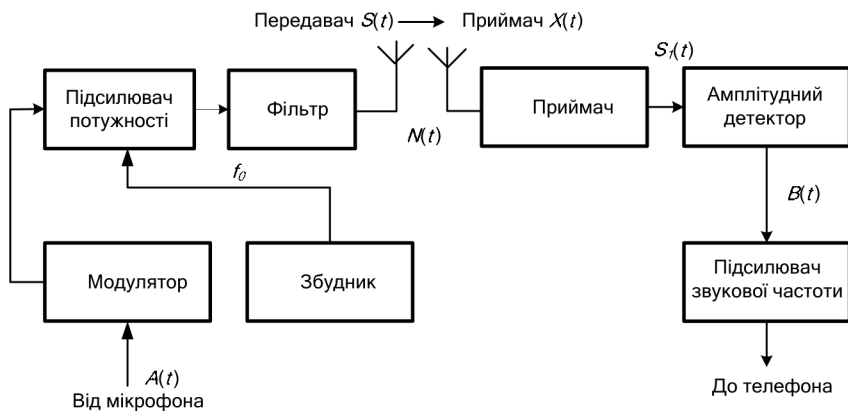 Передавач S(t)
Приймач X(t)
S₁(t)
Підсилювач
потужності
Фільтр
N(t)
Приймач
Амплітудний
детектор
f₀
B(t)
Модулятор
Збудник
Підсилювач
звукової частоти
A(t)
Від мікрофона
До телефона